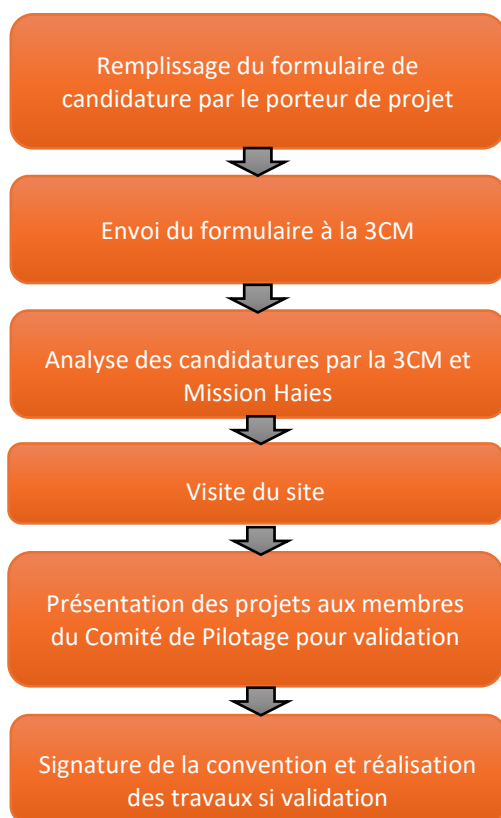 Remplissage du formulaire de
candidature par le porteur de projet
Envoi du formulaire à la 3CM
Analyse des candidatures par la 3CM et
Mission Haies
Visite du site
Présentation des projets aux membres
du Comité de Pilotage pour validation
Signature de la convention et réalisation
des travaux si validation